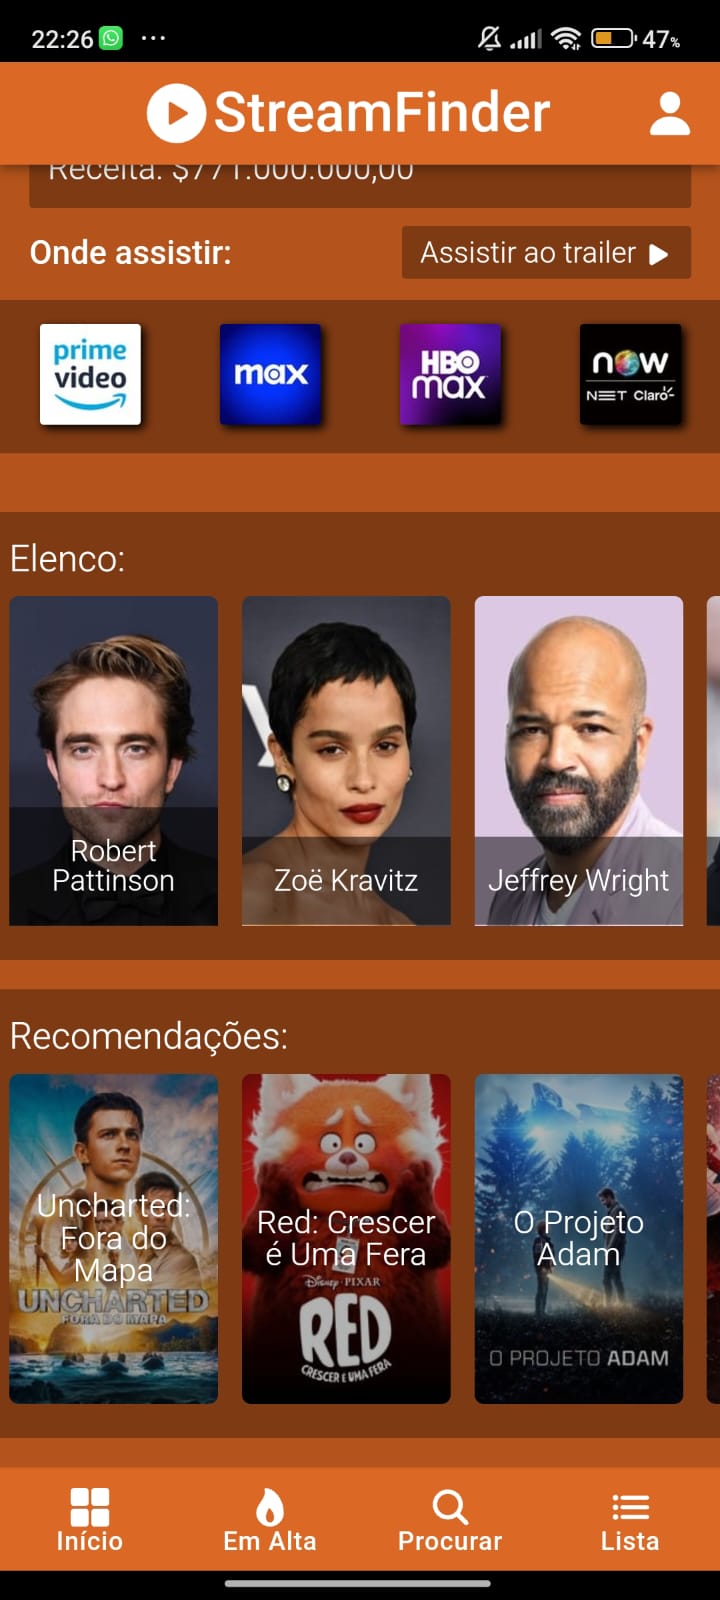 22:26
47%
StreamFinder
Receita: $771.000.000,00
Onde assistir:
Assistir ao trailer
prime
video
max
HBO
max
NOW
NET Claro
Elenco:
Robert
Pattinson
Zoë Kravitz
Jeffrey Wright
Recomendações:
Uncharted:
Fora do
Mapa
UNCHARTED
FORA DO MAPA
Red: Crescer
é Uma Fera
Disney · PIXAR
RED
CRESCER É UMA FERA
O Projeto
Adam
O PROJETO ADAM
Início
Em Alta
Procurar
Lista